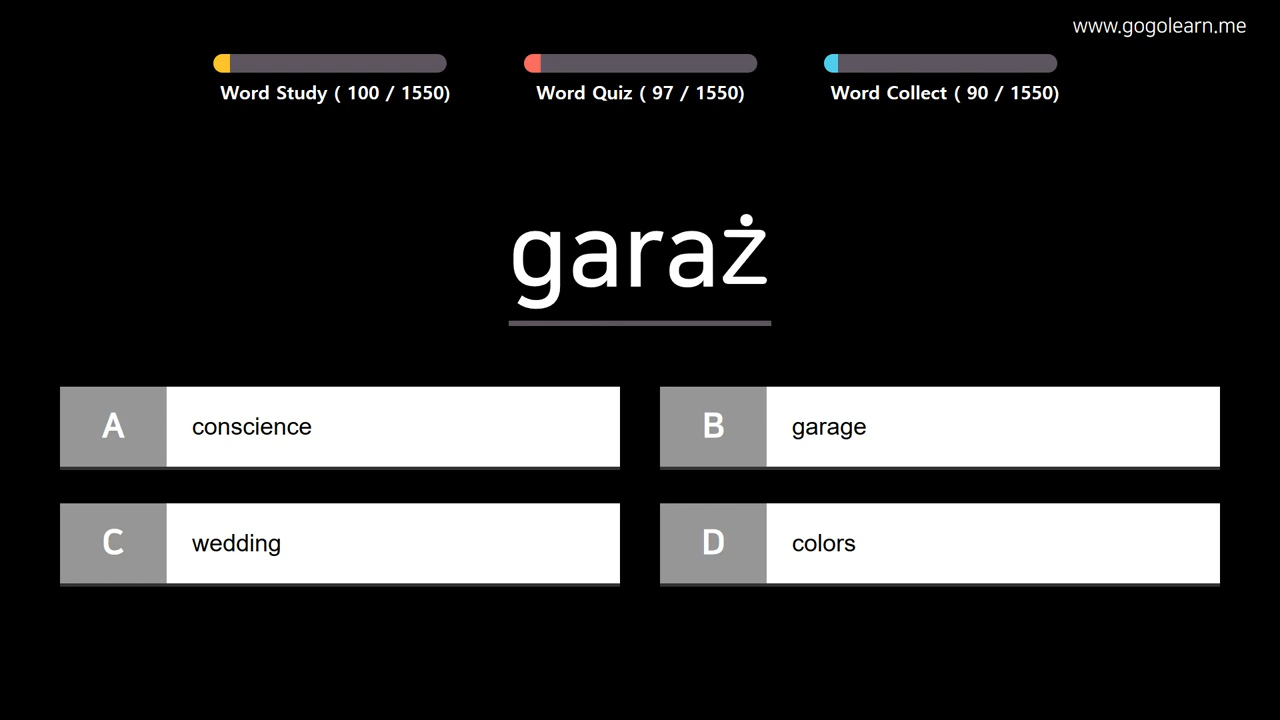 www.gogolearn.me
Word Study ( 100 / 1550)
Word Quiz ( 97 / 1550)
Word Collect ( 90 / 1550)
garaż
A conscience
B garage
C wedding
D colors